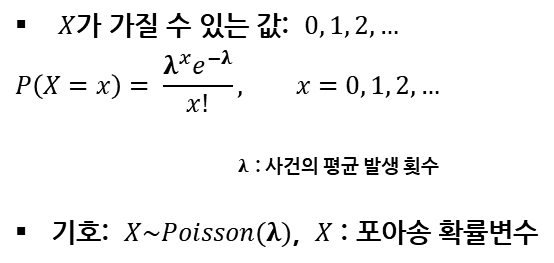 ▪ X가 가질 수 있는 값: 0, 1, 2, …
P(X = x) = λˣe⁻λ / x!, x = 0, 1, 2, …
λ : 사건의 평균 발생 횟수
▪ 기호: X~Poisson(λ), X : 포아송 확률변수